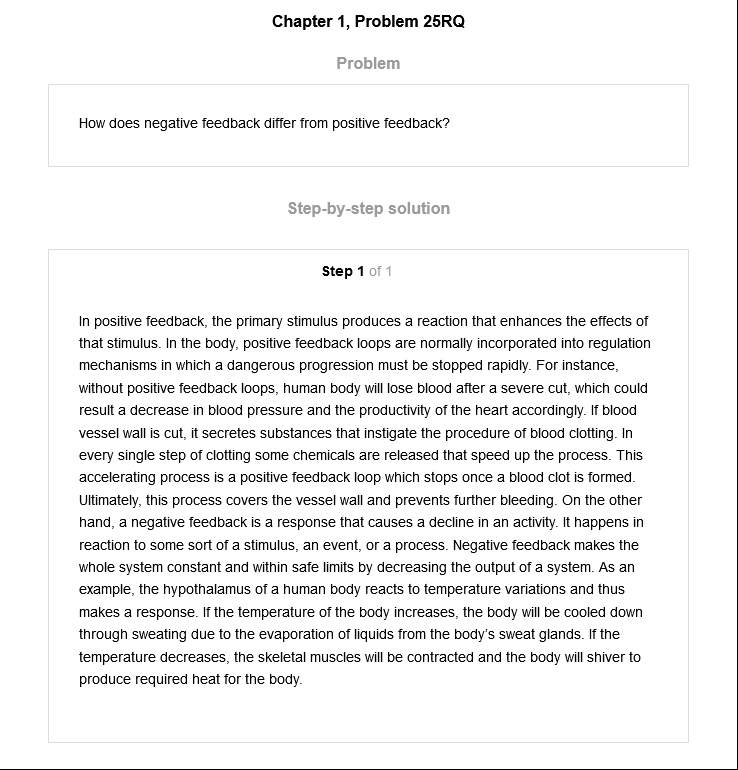 Chapter 1, Problem 25RQ
Problem
How does negative feedback differ from positive feedback?
Step-by-step solution
Step 1 of 1
In positive feedback, the primary stimulus produces a reaction that enhances the effects of
that stimulus. In the body, positive feedback loops are normally incorporated into regulation
mechanisms in which a dangerous progression must be stopped rapidly. For instance,
without positive feedback loops, human body will lose blood after a severe cut, which could
result a decrease in blood pressure and the productivity of the heart accordingly. If blood
vessel wall is cut, it secretes substances that instigate the procedure of blood clotting. In
every single step of clotting some chemicals are released that speed up the process. This
accelerating process is a positive feedback loop which stops once a blood clot is formed.
Ultimately, this process covers the vessel wall and prevents further bleeding. On the other
hand, a negative feedback is a response that causes a decline in an activity. It happens in
reaction to some sort of a stimulus, an event, or a process. Negative feedback makes the
whole system constant and within safe limits by decreasing the output of a system. As an
example, the hypothalamus of a human body reacts to temperature variations and thus
makes a response. If the temperature of the body increases, the body will be cooled down
through sweating due to the evaporation of liquids from the body's sweat glands. If the
temperature decreases, the skeletal muscles will be contracted and the body will shiver to
produce required heat for the body.